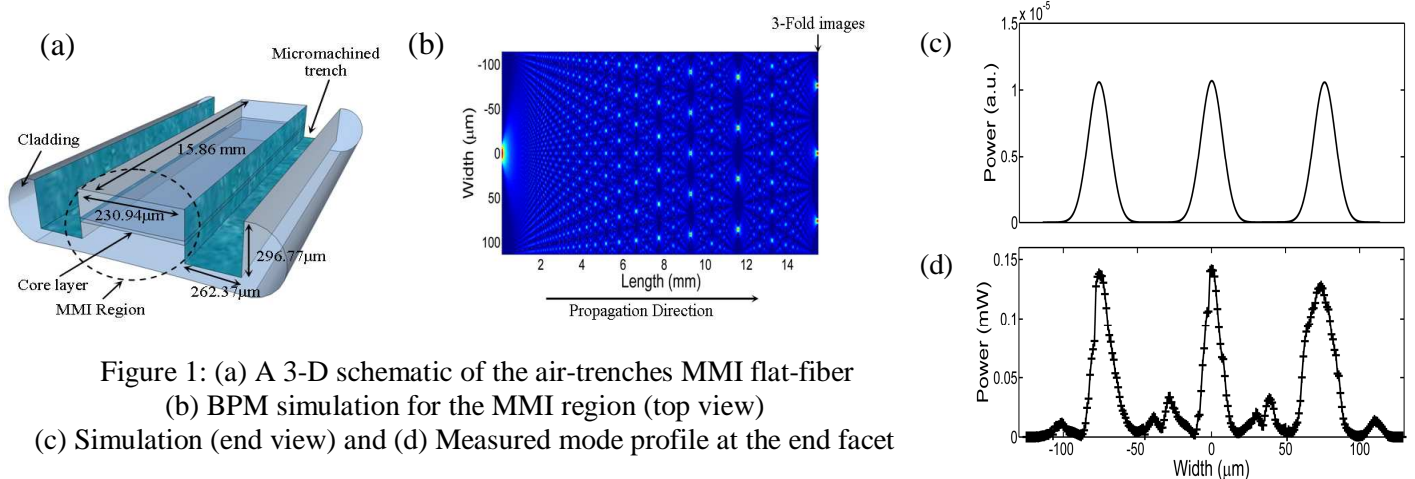 (a)
Micromachined
trench
Cladding
15.86 mm
230.94μm
296.77μm
262.37μm
Core layer
MMI Region
(b)
3-Fold images
-100
-50
0
50
100
Width (μm)
2 4 6 8 10 12 14
Length (mm)
Propagation Direction
(c)
1.5 x 10⁻⁵
1
0.5
0
Power (a.u.)
(d)
0.15
0.1
0.05
0
Power (mW)
-100 -50 0 50 100
Width (μm)
Figure 1: (a) A 3-D schematic of the air-trenches MMI flat-fiber
(b) BPM simulation for the MMI region (top view)
(c) Simulation (end view) and (d) Measured mode profile at the end facet